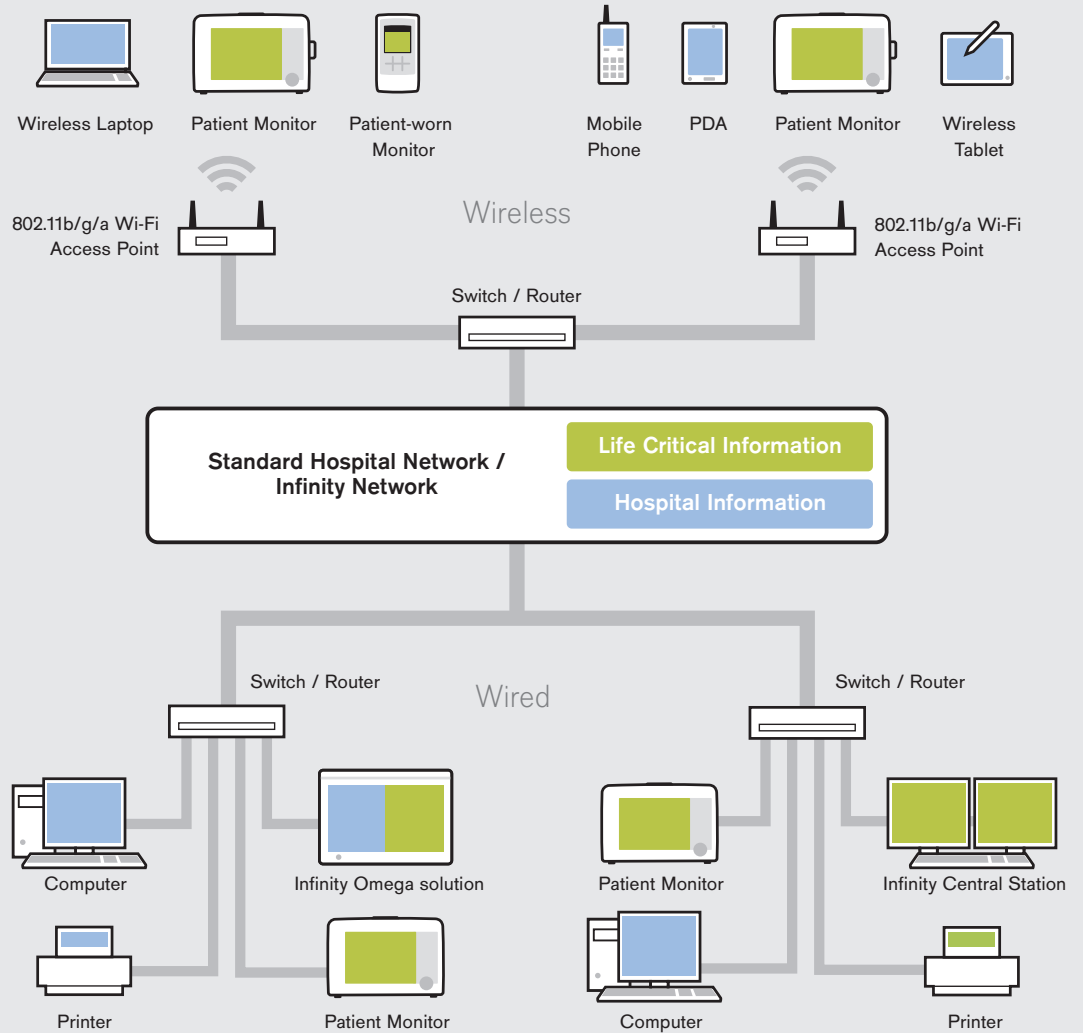 Wireless Laptop
Patient Monitor
Patient-worn
Monitor
Mobile
Phone
PDA
Patient Monitor
Wireless
Tablet
802.11b/g/a Wi-Fi
Access Point
Wireless
802.11b/g/a Wi-Fi
Access Point
Switch / Router
Standard Hospital Network /
Infinity Network
Life Critical Information
Hospital Information
Switch / Router
Wired
Switch / Router
Computer
Infinity Omega solution
Patient Monitor
Infinity Central Station
Printer
Patient Monitor
Computer
Printer